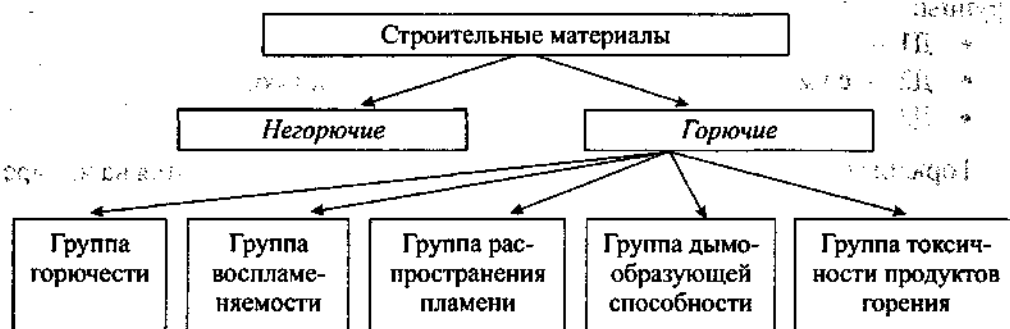 Строительные материалы
Негорючие
Горючие
Группа
горючести
Группа
воспламе-
няемости
Группа рас-
пространения
пламени
Группа дымо-
образующей
способности
Группа токсич-
ности продуктов
горения